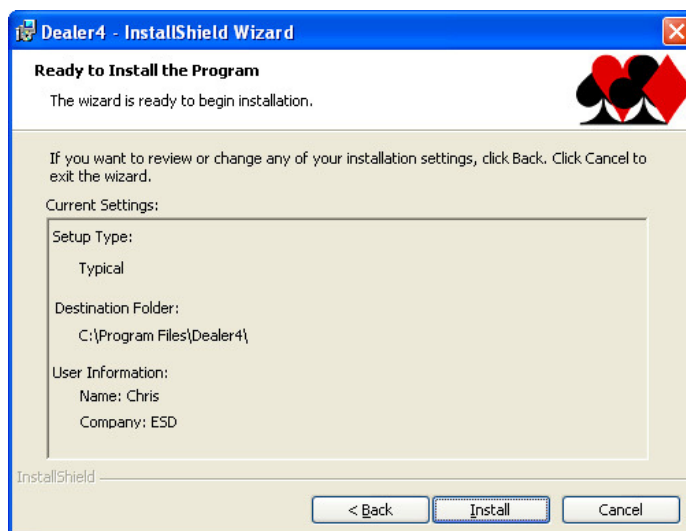 Dealer4 - InstallShield Wizard
Ready to Install the Program
The wizard is ready to begin installation.
If you want to review or change any of your installation settings, click Back. Click Cancel to
exit the wizard.
Current Settings:
Setup Type:
Typical
Destination Folder:
C:\Program Files\Dealer4\
User Information:
Name: Chris
Company: ESD
InstallShield
< Back
Install
Cancel